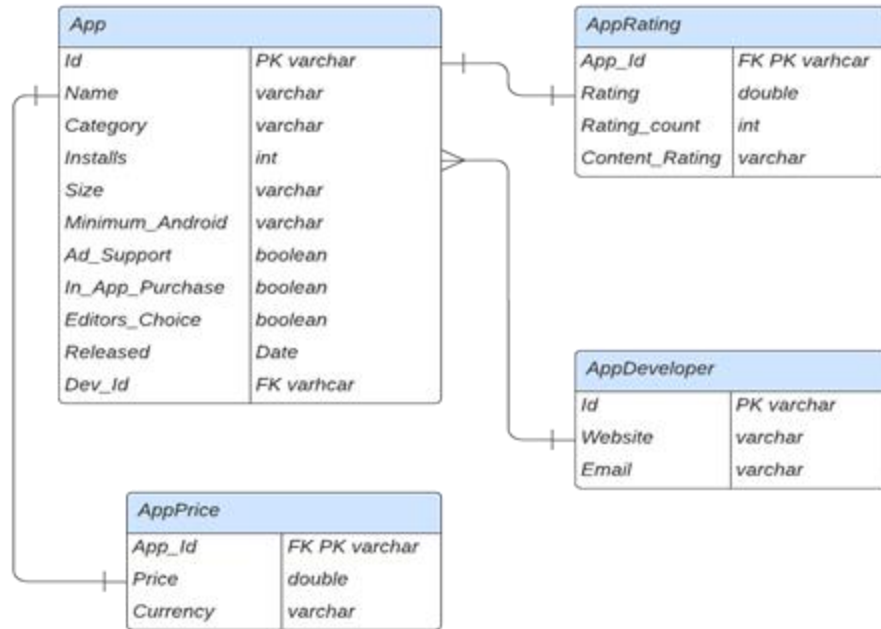 App
Id PK varchar
Name varchar
Category varchar
Installs int
Size varchar
Minimum_Android varchar
Ad_Support boolean
In_App_Purchase boolean
Editors_Choice boolean
Released Date
Dev_Id FK varhcar
AppRating
App_Id FK PK varhcar
Rating double
Rating_count int
Content_Rating varchar
AppDeveloper
Id PK varchar
Website varchar
Email varchar
AppPrice
App_Id FK PK varchar
Price double
Currency varchar